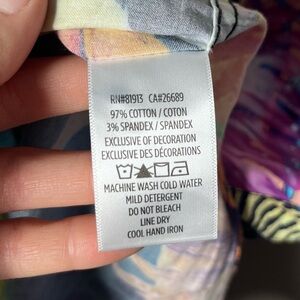 RN#81913 CA#26689
97% COTTON / COTON
3% SPANDEX / SPANDEX
EXCLUSIVE OF DECORATION
EXCLUSIVE DES DÉCORATIONS
MACHINE WASH COLD WATER
MILD DETERGENT
DO NOT BLEACH
LINE DRY
COOL HAND IRON